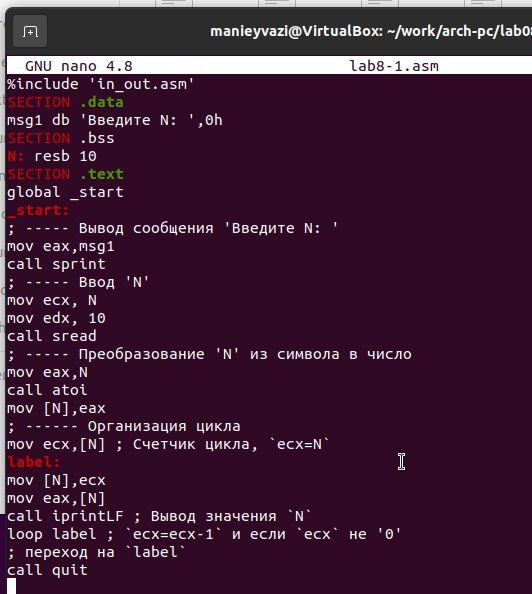 manieyvazi@VirtualBox: ~/work/arch-pc/lab0
GNU nano 4.8 lab8-1.asm
%include 'in_out.asm'
SECTION .data
msg1 db 'Введите N: ',0h
SECTION .bss
N: resb 10
SECTION .text
global _start
_start:
; ----- Вывод сообщения 'Введите N: '
mov eax,msg1
call sprint
; ----- Ввод 'N'
mov ecx, N
mov edx, 10
call sread
; ----- Преобразование 'N' из символа в число
mov eax,N
call atoi
mov [N],eax
; ------ Организация цикла
mov ecx,[N] ; Счетчик цикла, `ecx=N`
label:
mov [N],ecx
mov eax,[N]
call iprintLF ; Вывод значения `N`
loop label ; `ecx=ecx-1` и если `ecx` не '0'
; переход на `label`
call quit